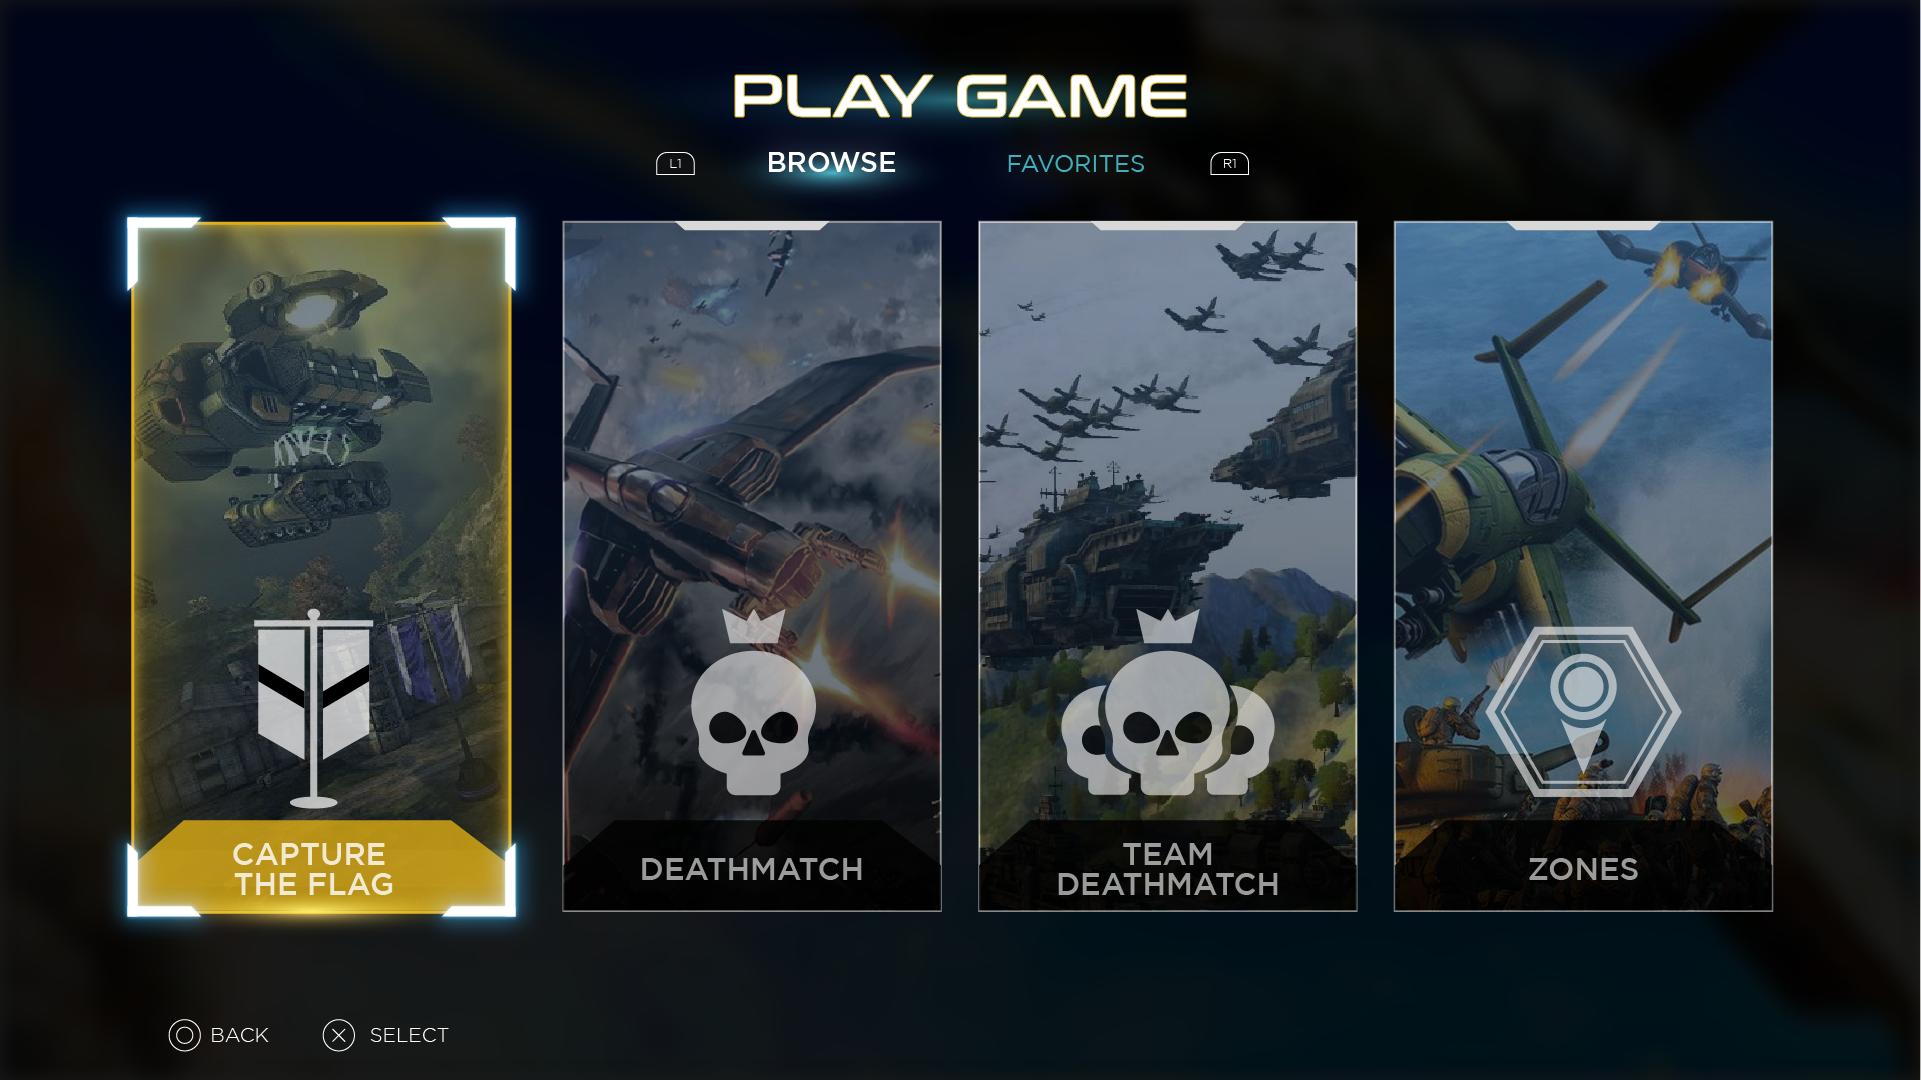 PLAY GAME
L1 BROWSE FAVORITES R1
CAPTURE
THE FLAG
DEATHMATCH
TEAM
DEATHMATCH
ZONES
BACK SELECT